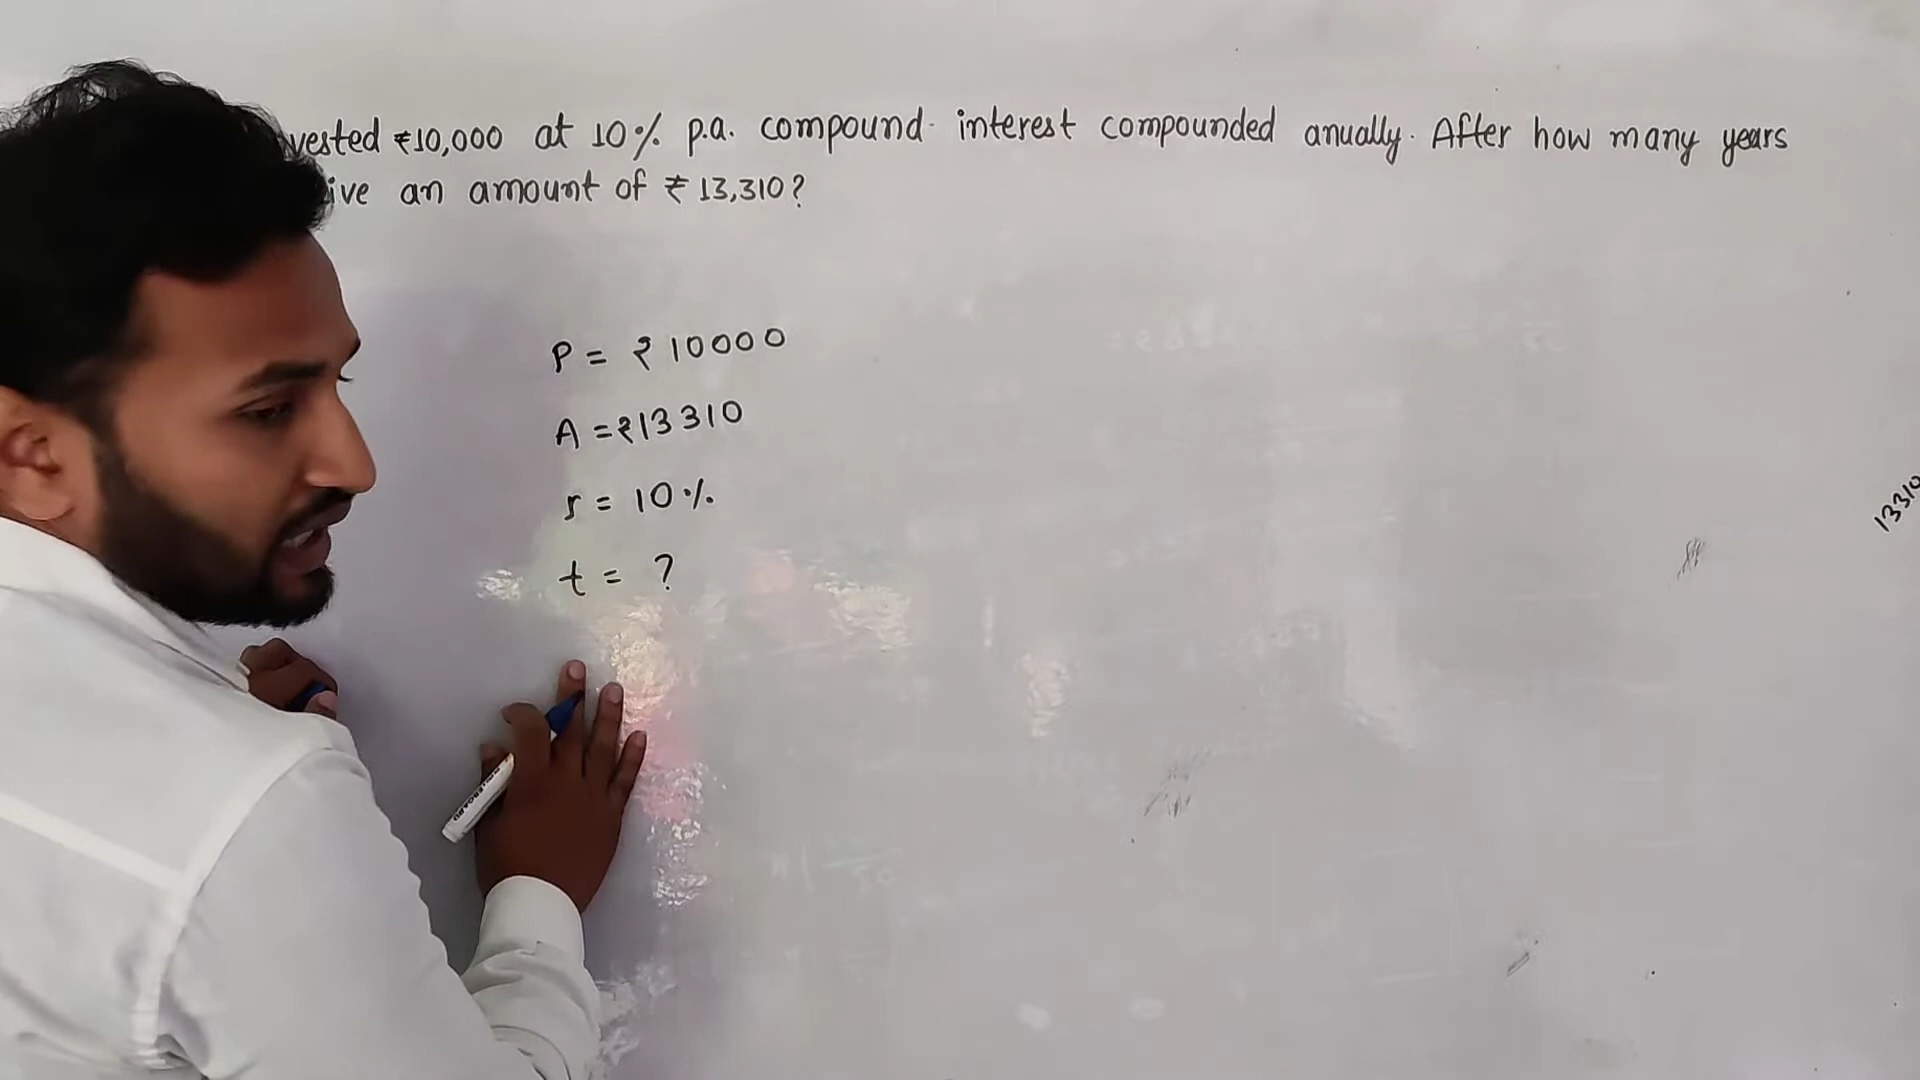 vested ₹10,000 at 10% p.a. compound interest compounded anually. After how many years
ive an amount of ₹ 13,310?
P = ₹ 10000
A = ₹13310
r = 10%
t = ?
13310